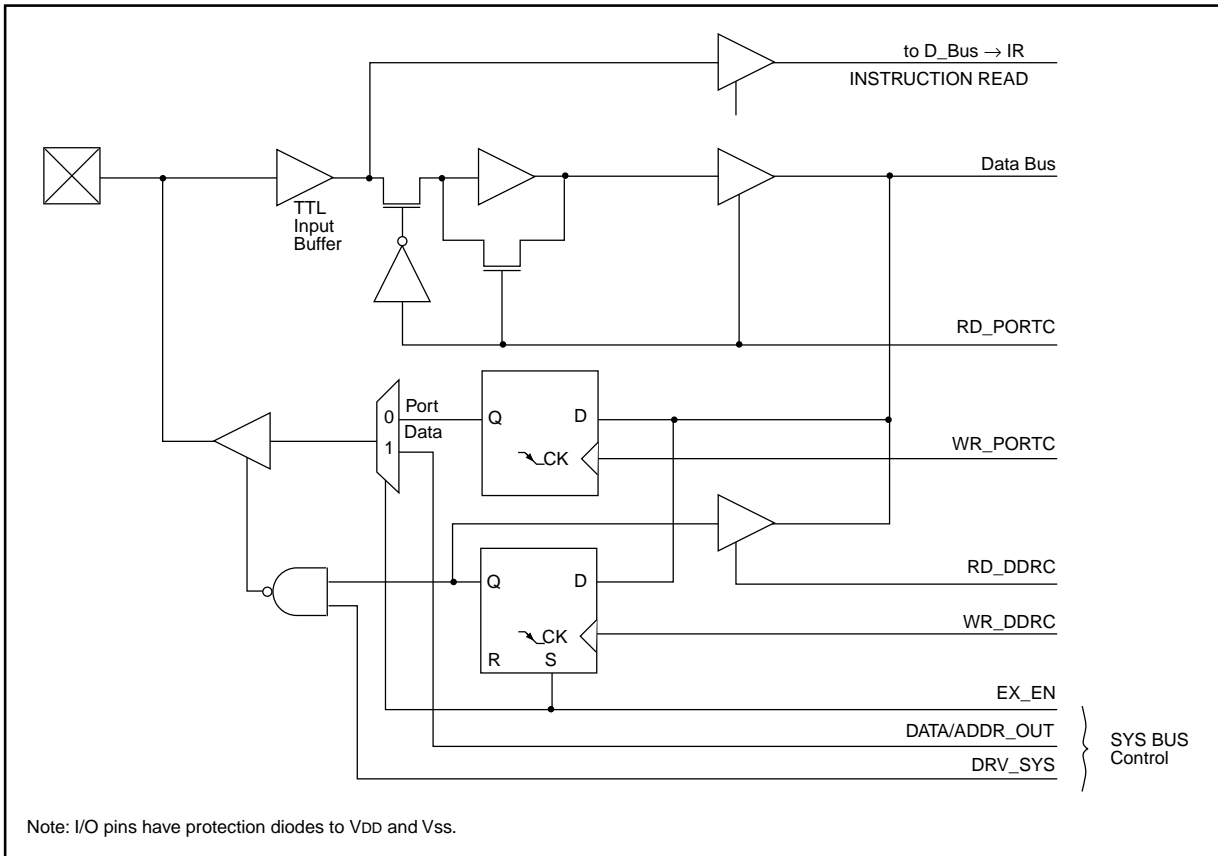 to D_Bus → IR
INSTRUCTION READ
Data Bus
TTL
Input
Buffer
RD_PORTC
0
Port
Data
1
Q
D
CK
WR_PORTC
RD_DDRC
Q
D
CK
R
S
WR_DDRC
EX_EN
DATA/ADDR_OUT
DRV_SYS
SYS BUS
Control
Note: I/O pins have protection diodes to VDD and Vss.